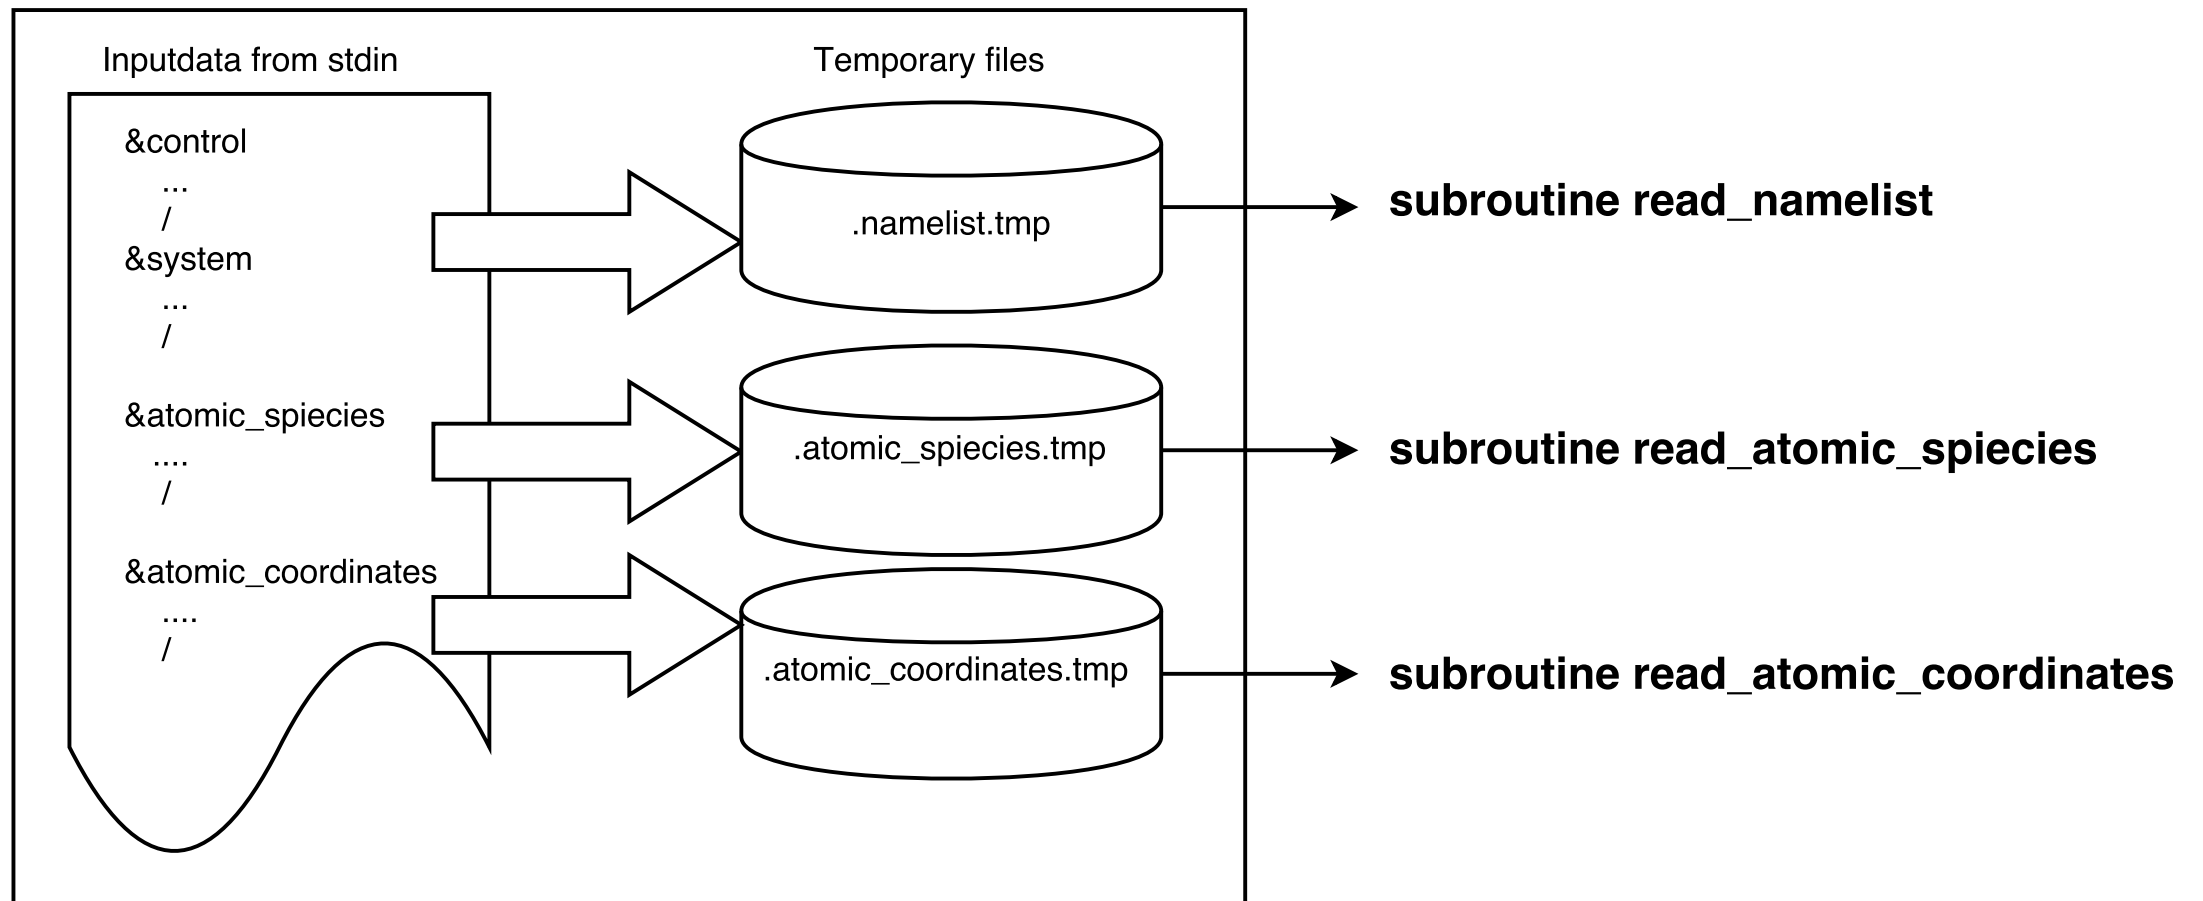 Inputdata from stdin
&control
...
/
&system
...
/
&atomic_spiecies
....
/
&atomic_coordinates
....
/
Temporary files
.namelist.tmp
.atomic_spiecies.tmp
.atomic_coordinates.tmp
subroutine read_namelist
subroutine read_atomic_spiecies
subroutine read_atomic_coordinates